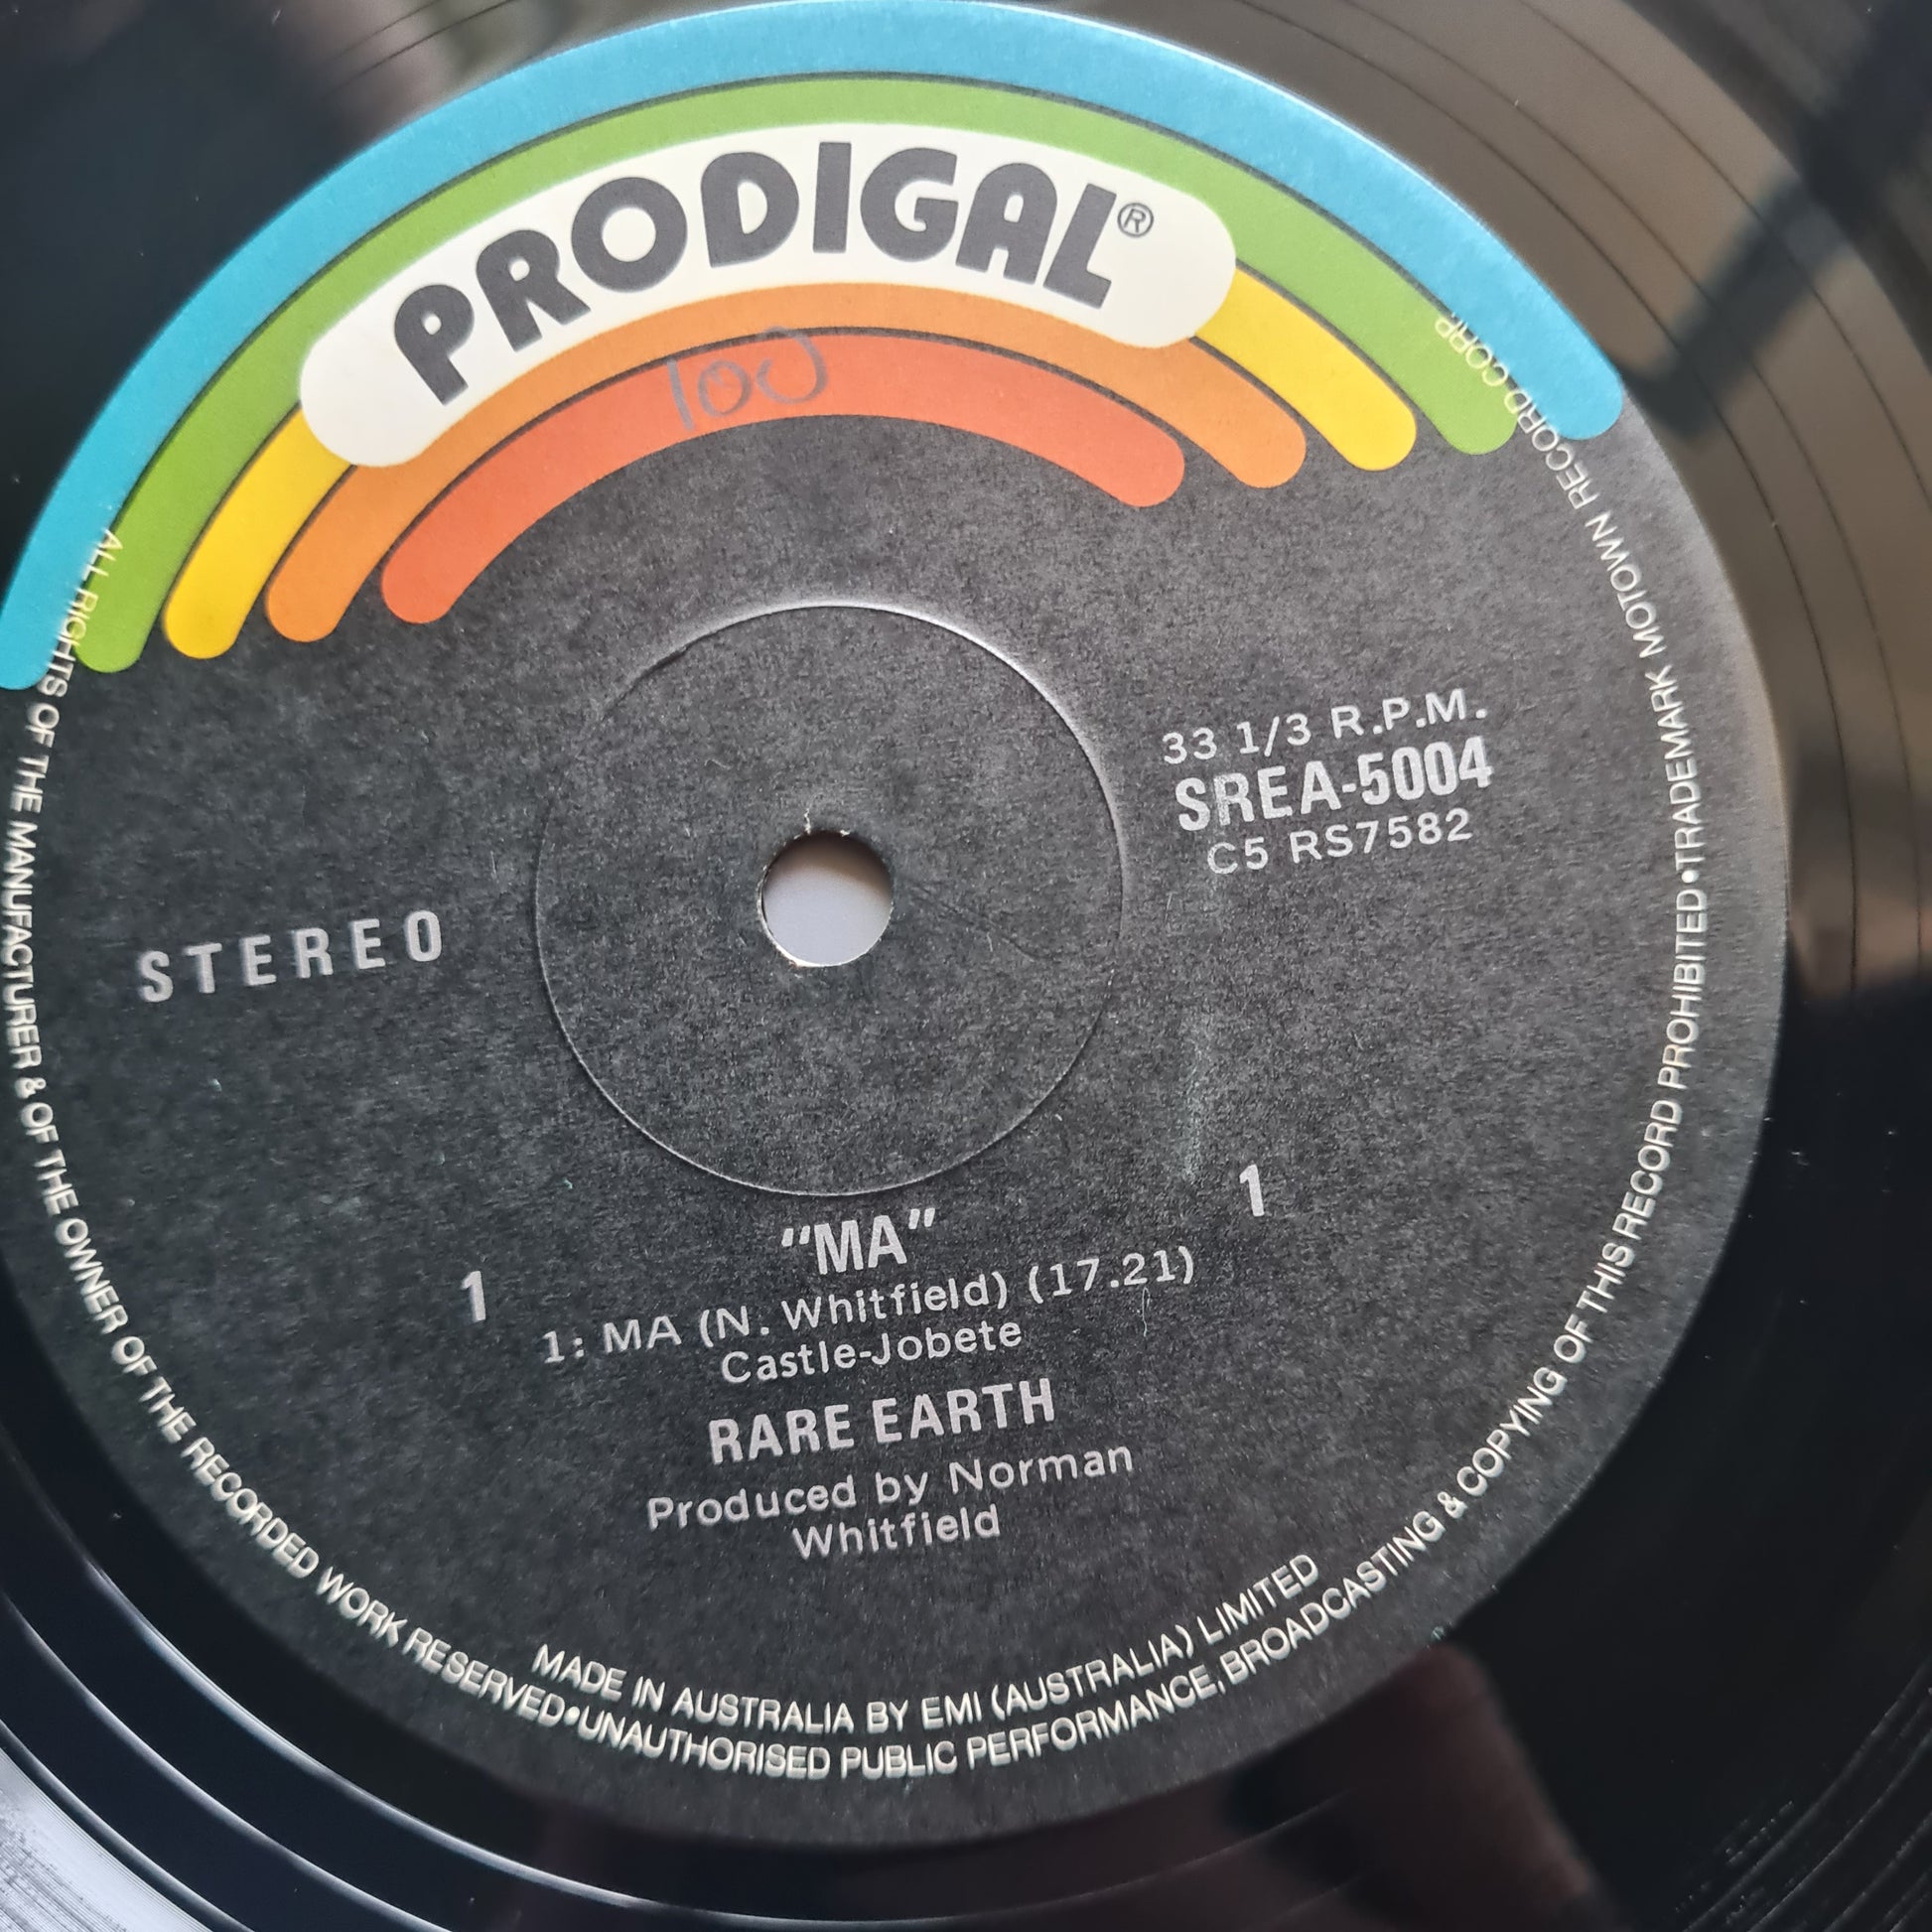 PRODIGAL®
100
33 1/3 R.P.M.
SREA-5004
C5 RS7582
STEREO
1
1
"MA"
1: MA (N. Whitfield) (17.21)
Castle-Jobete
RARE EARTH
Produced by Norman
Whitfield
MADE IN AUSTRALIA BY EMI (AUSTRALIA) LIMITED
ALL RIGHTS OF THE MANUFACTURER & OF THE OWNER OF THE RECORDED WORK RESERVED•UNAUTHORISED PUBLIC PERFORMANCE, BROADCASTING & COPYING OF THIS RECORD PROHIBITED•TRADEMARK MOTOWN RECORD CORP.